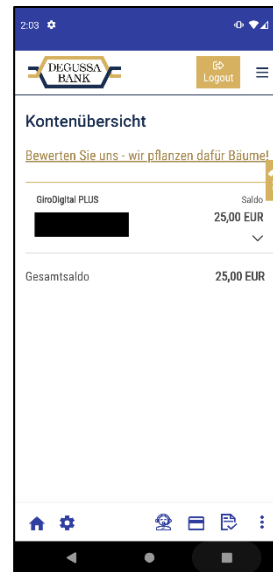 2:03
DEGUSSA
BANK
Logout
Kontenübersicht
Bewerten Sie uns - wir pflanzen dafür Bäume!
GiroDigital PLUS
Saldo
25,00 EUR
Gesamtsaldo 25,00 EUR